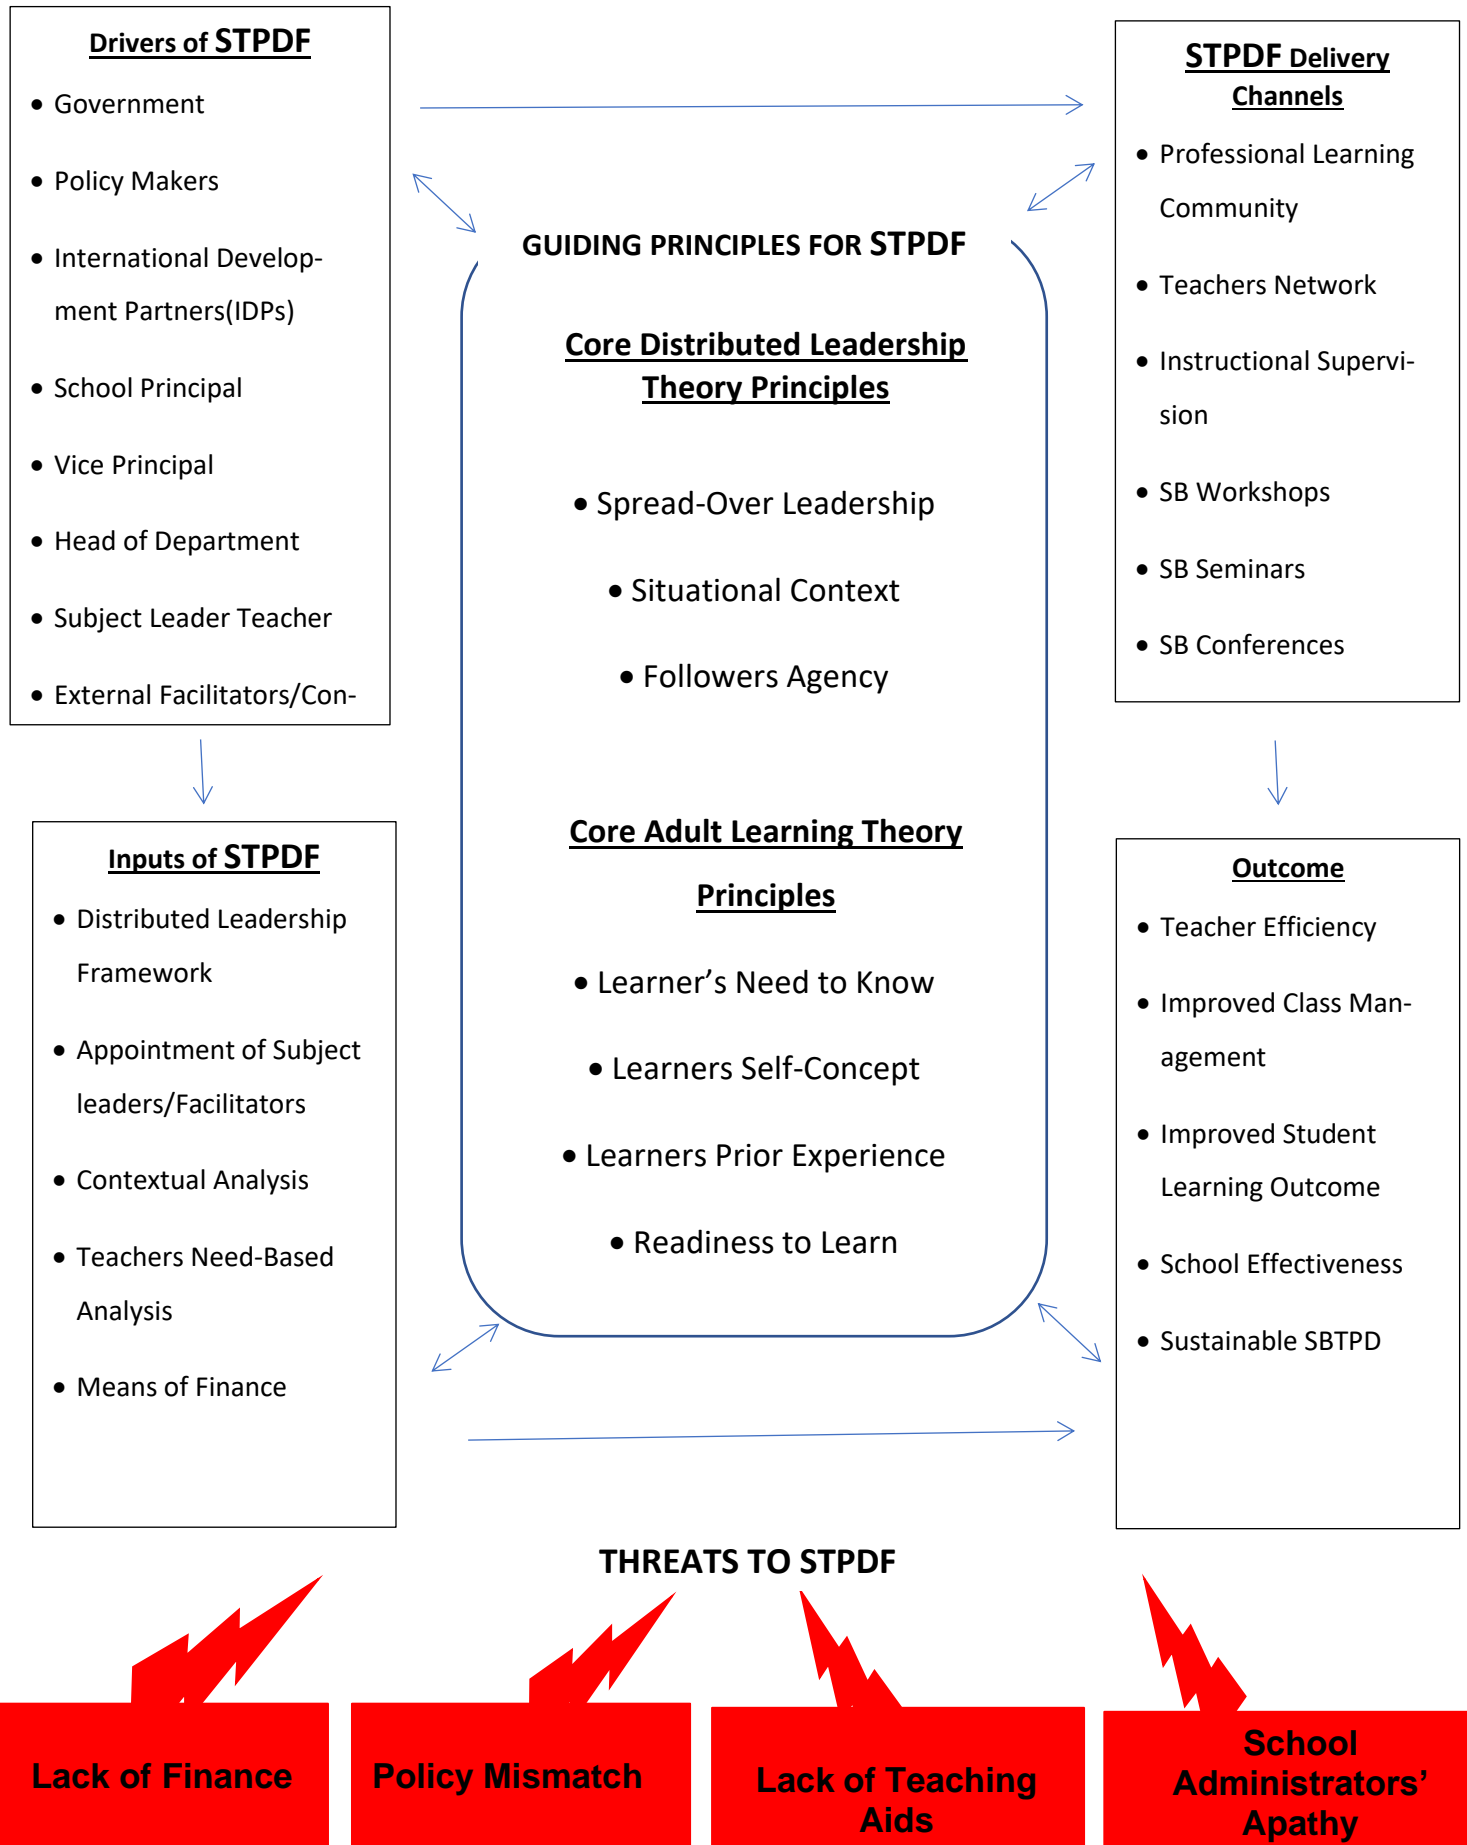 Drivers of STPDF
• Government
• Policy Makers
• International Develop-
ment Partners(IDPs)
• School Principal
• Vice Principal
• Head of Department
• Subject Leader Teacher
• External Facilitators/Con-
STPDF Delivery
Channels
• Professional Learning
Community
• Teachers Network
• Instructional Supervi-
sion
• SB Workshops
• SB Seminars
• SB Conferences
GUIDING PRINCIPLES FOR STPDF
Core Distributed Leadership
Theory Principles
• Spread-Over Leadership
• Situational Context
• Followers Agency
Core Adult Learning Theory
Principles
• Learner’s Need to Know
• Learners Self-Concept
• Learners Prior Experience
• Readiness to Learn
Inputs of STPDF
• Distributed Leadership
Framework
• Appointment of Subject
leaders/Facilitators
• Contextual Analysis
• Teachers Need-Based
Analysis
• Means of Finance
Outcome
• Teacher Efficiency
• Improved Class Man-
agement
• Improved Student
Learning Outcome
• School Effectiveness
• Sustainable SBTPD
THREATS TO STPDF
Lack of Finance
Policy Mismatch
Lack of Teaching
Aids
School
Administrators’
Apathy